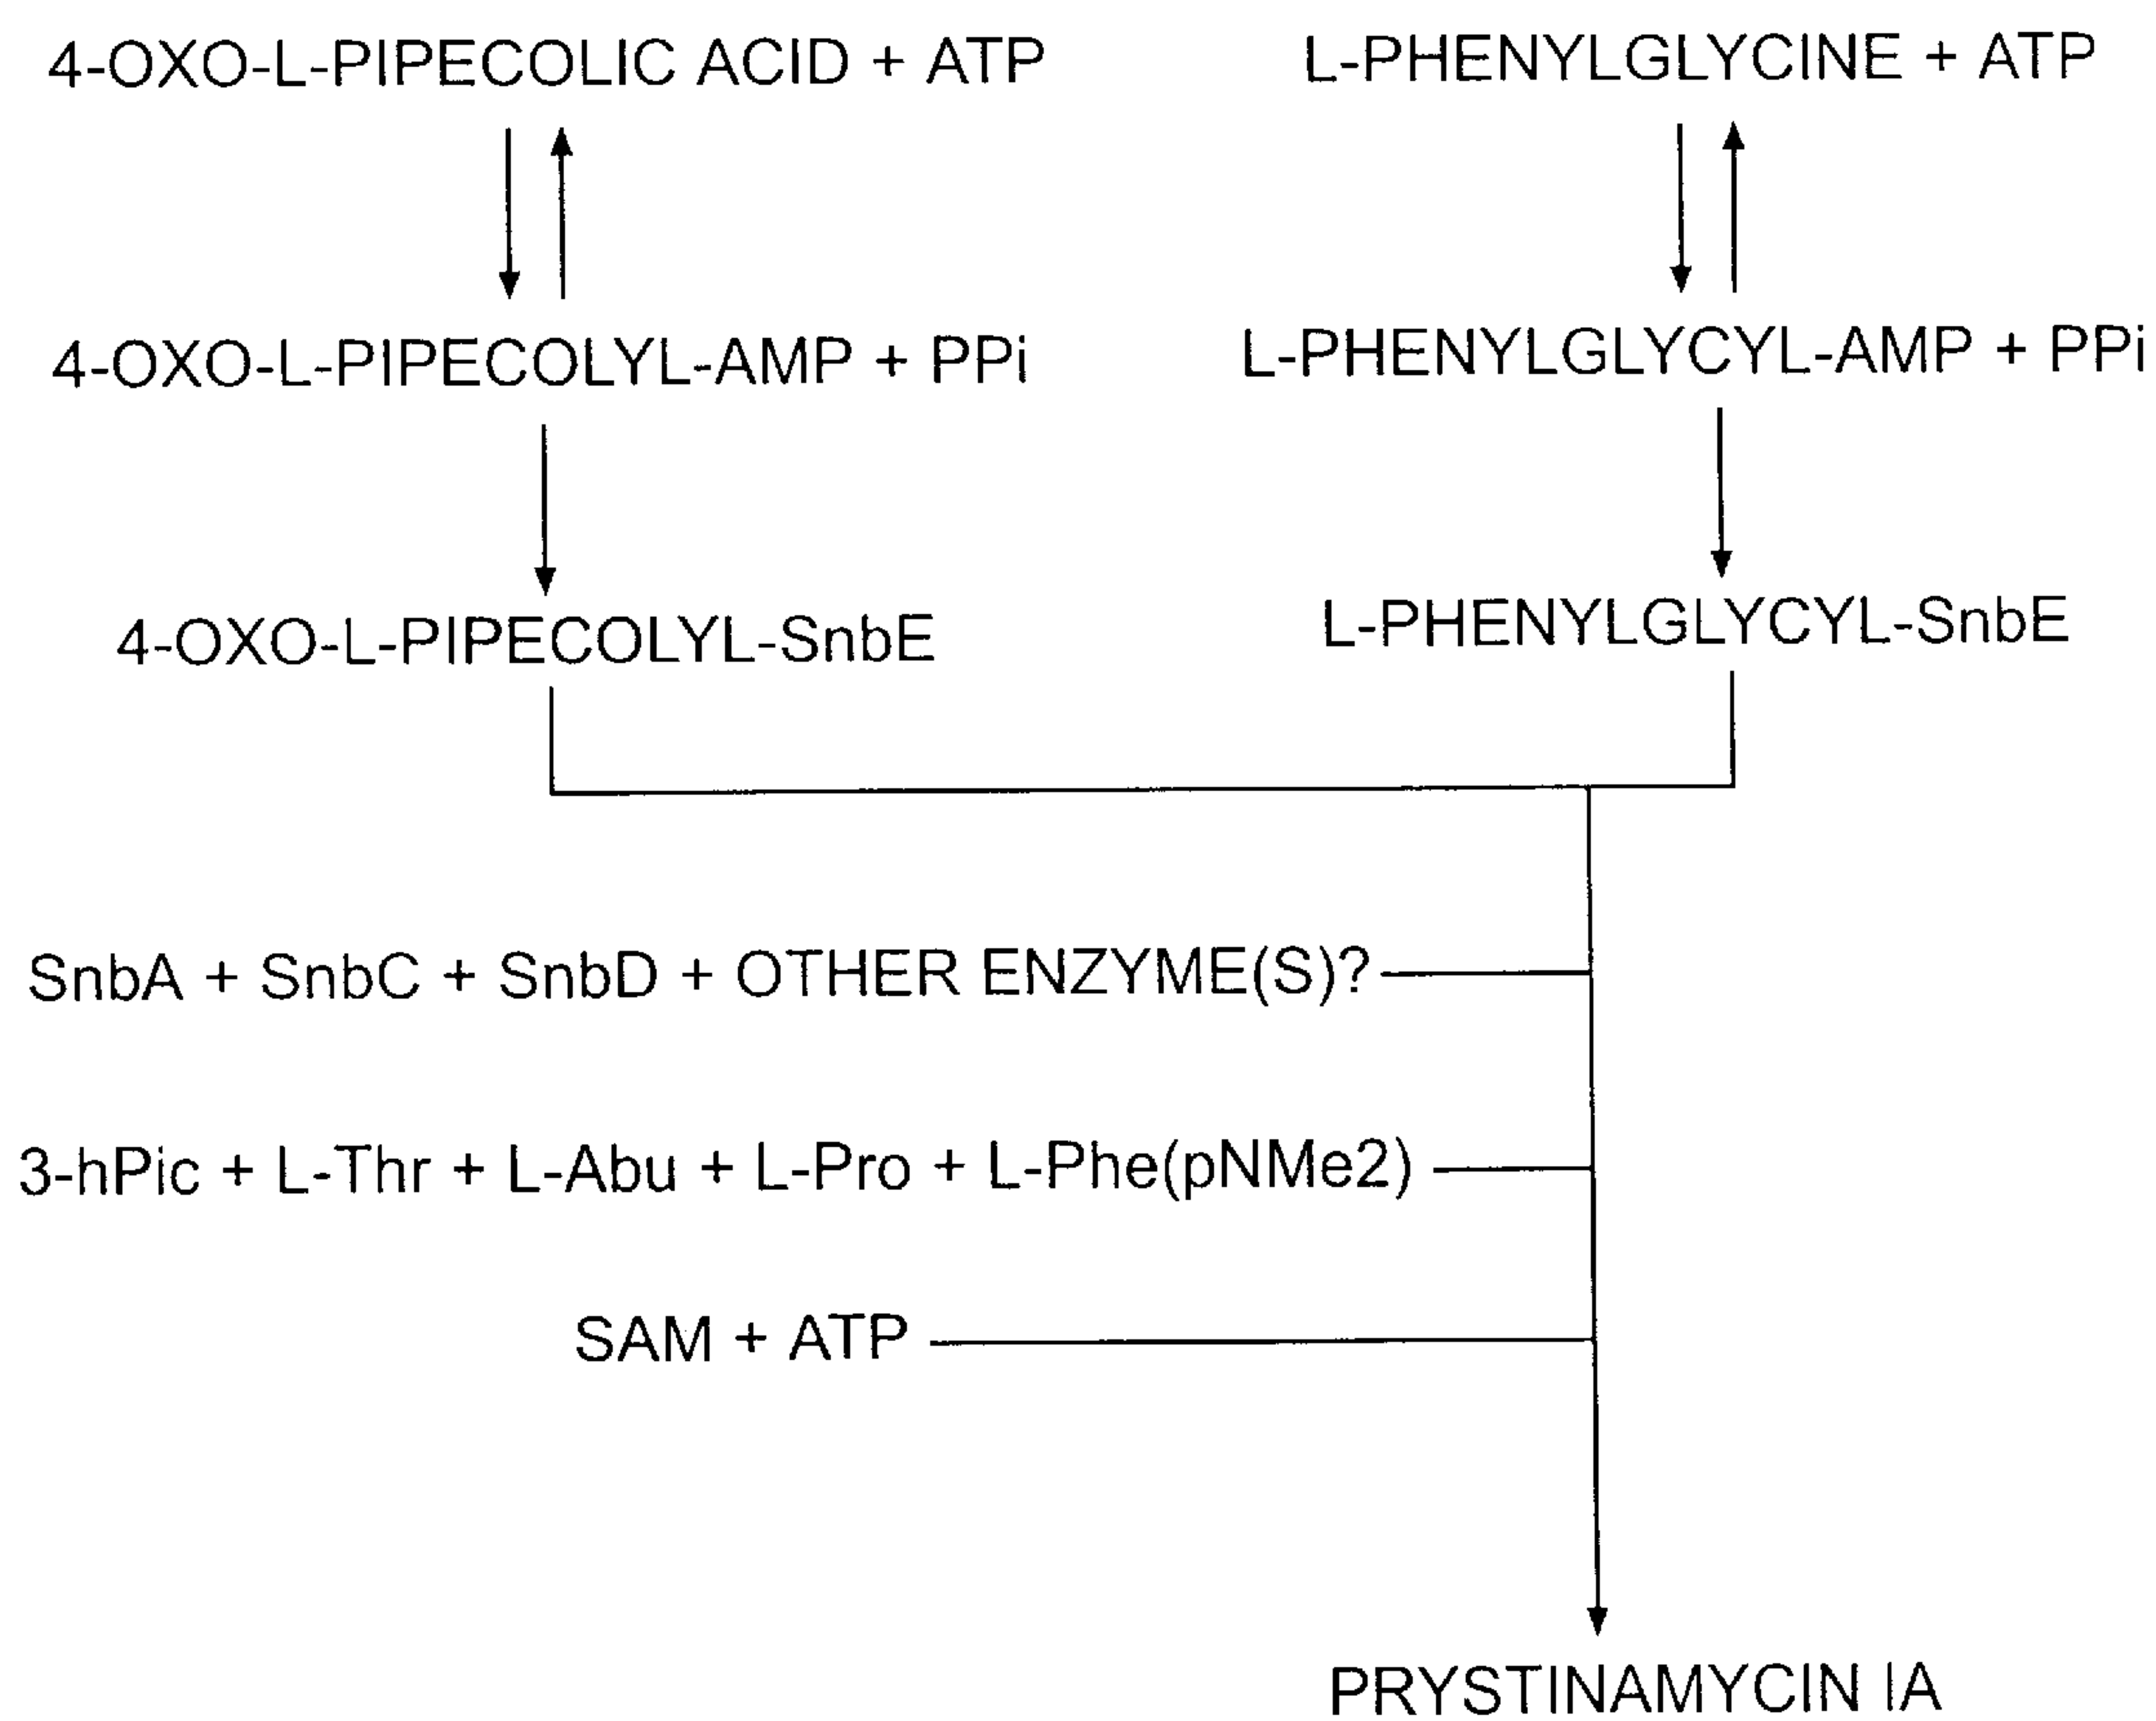 4-OXO-L-PIPECOLIC ACID + ATP
L-PHENYLGLYCINE + ATP
4-OXO-L-PIPECOLYL-AMP + PPi
L-PHENYLGLYCYL-AMP + PPi
4-OXO-L-PIPECOLYL-SnbE
L-PHENYLGLYCYL-SnbE
SnbA + SnbC + SnbD + OTHER ENZYME(S)?
3-hPic + L-Thr + L-Abu + L-Pro + L-Phe(pNMe2)
SAM + ATP
PRYSTINAMYCIN IA